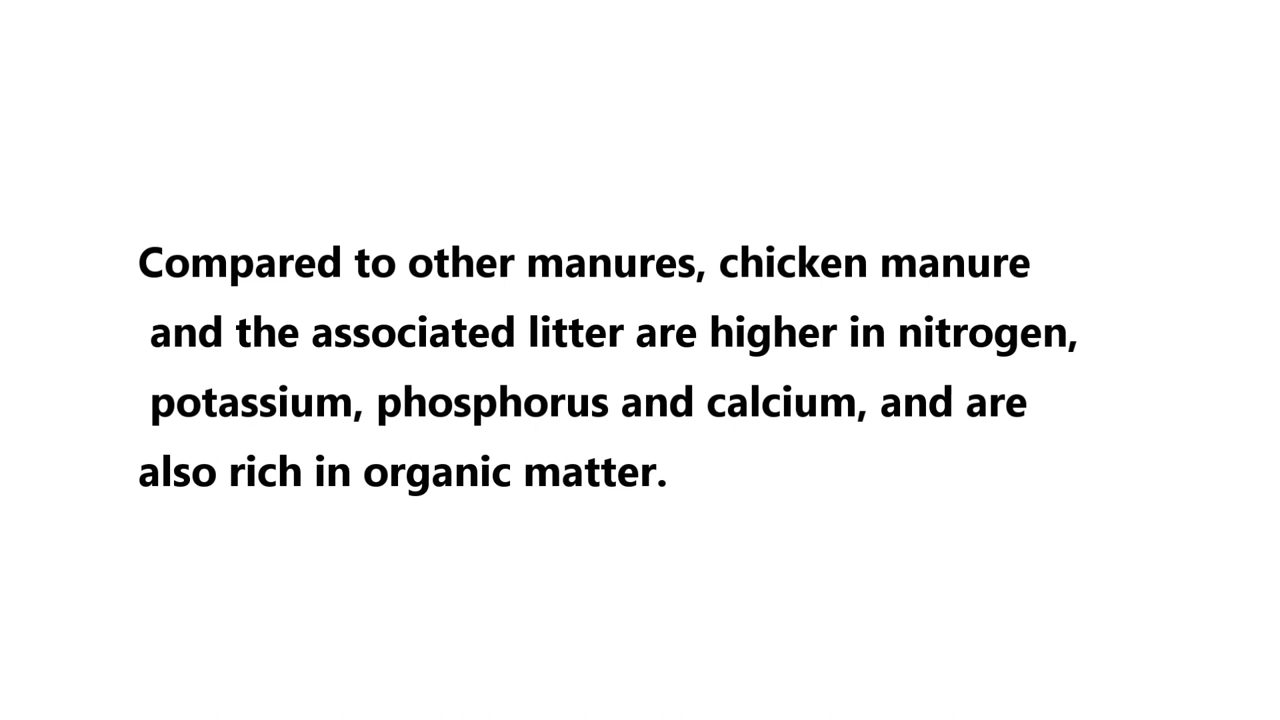 Compared to other manures, chicken manure
and the associated litter are higher in nitrogen,
potassium, phosphorus and calcium, and are
also rich in organic matter.